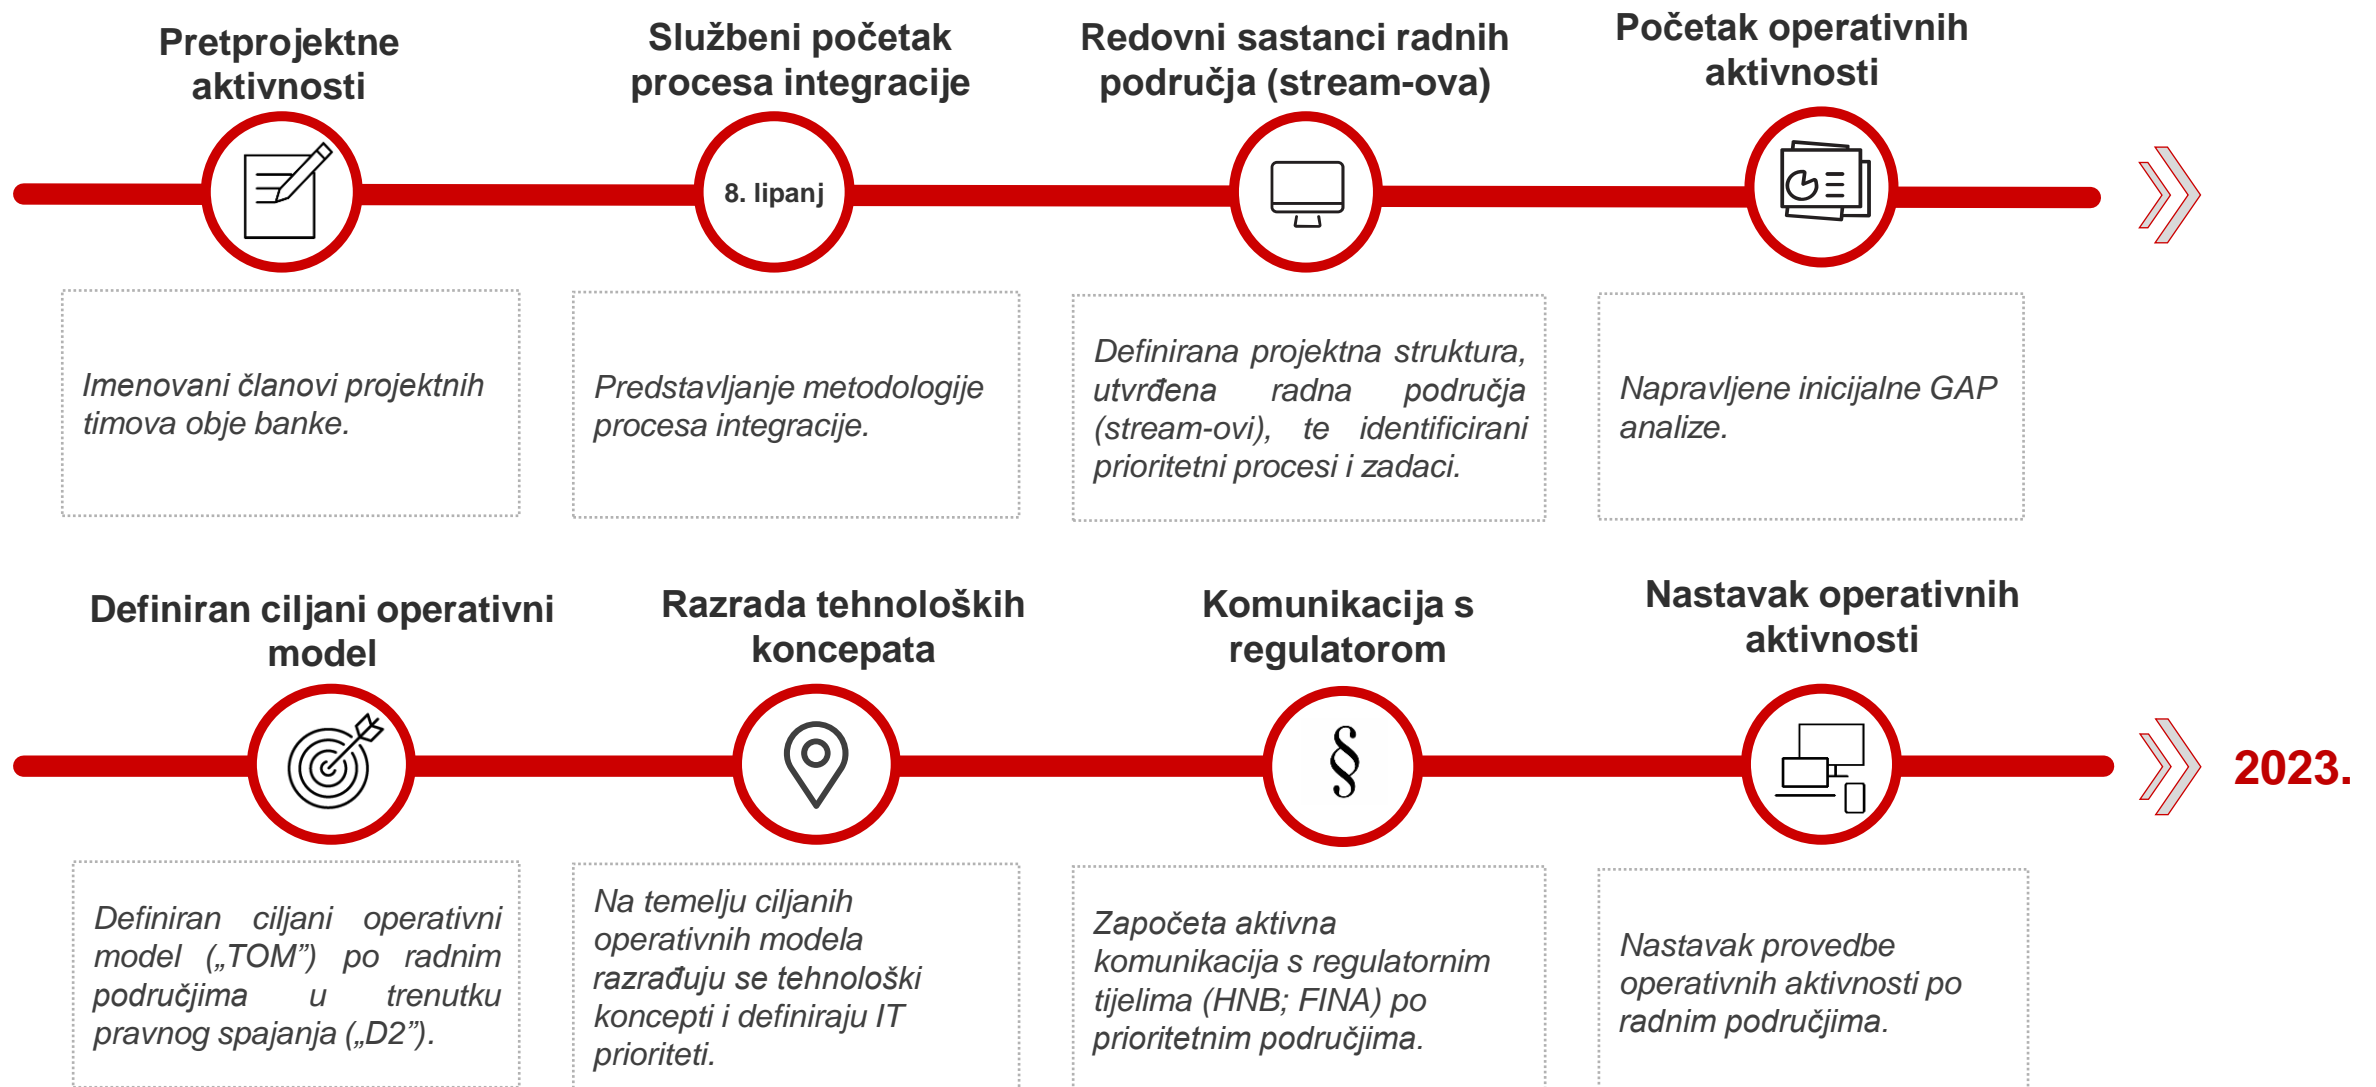 Pretprojektne
aktivnosti
Imenovani članovi projektnih
timova obje banke.
Službeni početak
procesa integracije
8. lipanj
Predstavljanje metodologije
procesa integracije.
Redovni sastanci radnih
područja (stream-ova)
Definirana projektna struktura,
utvrđena radna područja
(stream-ovi), te identificirani
prioritetni procesi i zadaci.
Početak operativnih
aktivnosti
Napravljene inicijalne GAP
analize.
Definiran ciljani operativni
model
Definiran ciljani operativni
model („TOM”) po radnim
područjima u trenutku
pravnog spajanja („D2”).
Razrada tehnoloških
koncepata
Na temelju ciljanih
operativnih modela
razrađuju se tehnološki
koncepti i definiraju IT
prioriteti.
Komunikacija s
regulatorom
§
Započeta aktivna
komunikacija s regulatornim
tijelima (HNB; FINA) po
prioritetnim područjima.
Nastavak operativnih
aktivnosti
Nastavak provedbe
operativnih aktivnosti po
radnim područjima.
2023.